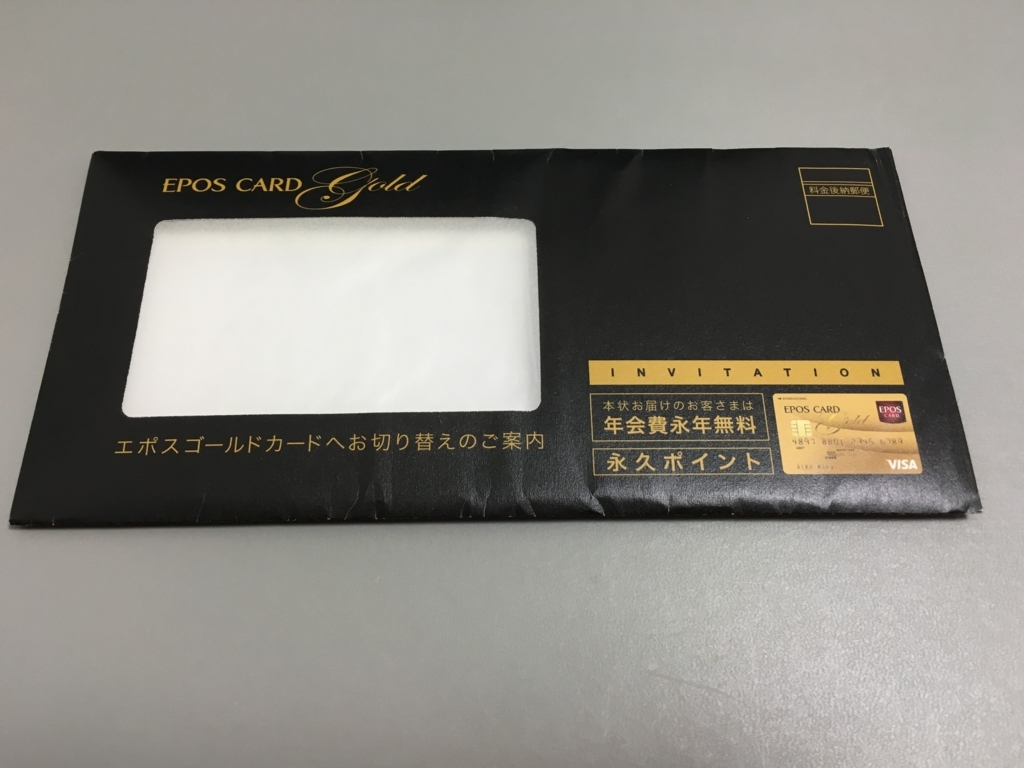 EPOS CARD Gold
料金後納郵便
INVITATION
本状お届けのお客さまは
年会費永年無料
永久ポイント
EPOS CARD
Gold
EPOS
CARD
VISA
エポスゴールドカードへお切り替えのご案内